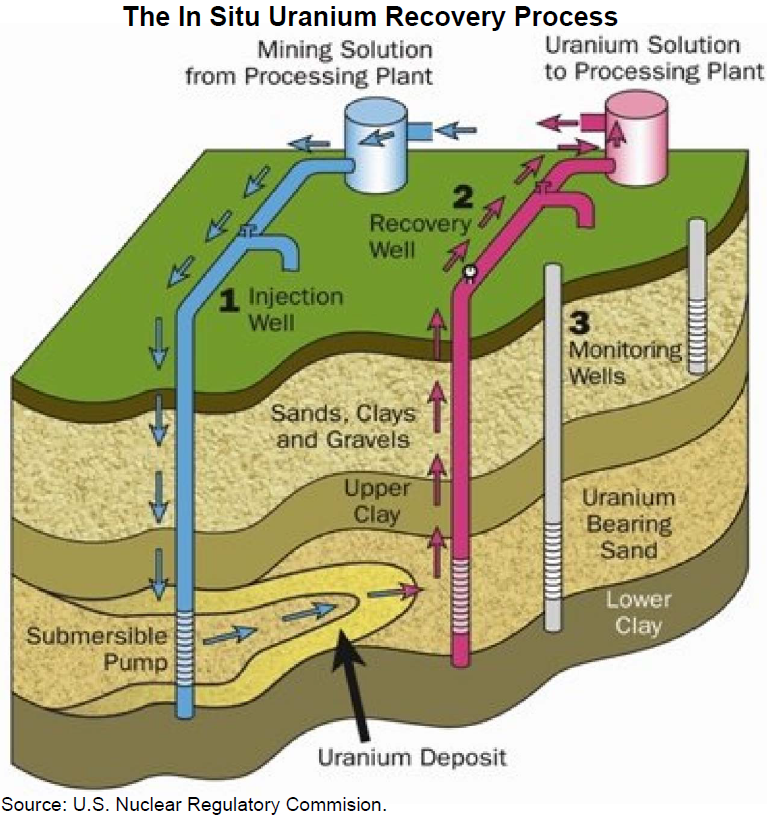 The In Situ Uranium Recovery Process
Mining Solution
from Processing Plant
Uranium Solution
to Processing Plant
2
Recovery
Well
1 Injection
Well
3
Monitoring
Wells
Sands, Clays
and Gravels
Upper
Clay
Uranium
Bearing
Sand
Lower
Clay
Submersible
Pump
Uranium Deposit
Source: U.S. Nuclear Regulatory Commision.